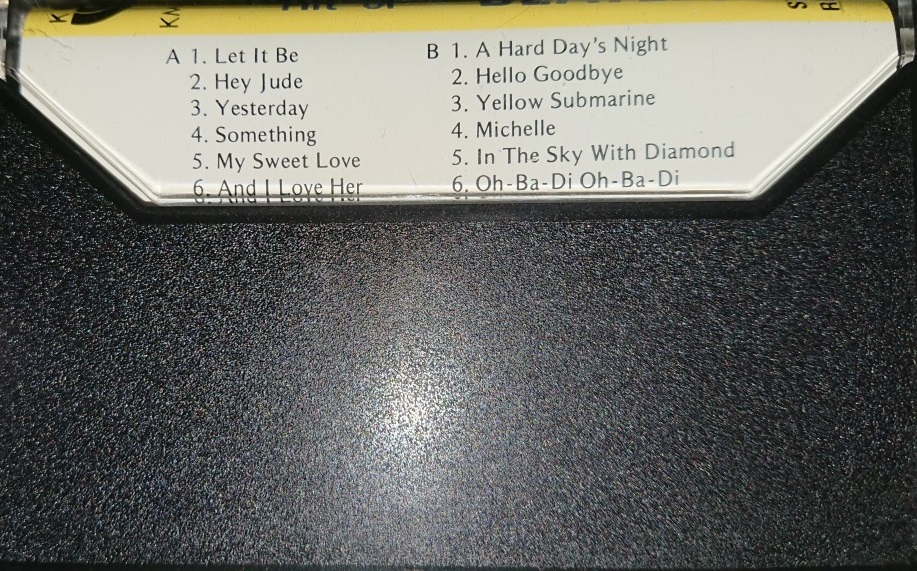 A 1. Let It Be
2. Hey Jude
3. Yesterday
4. Something
5. My Sweet Love
6. And I Love Her
B 1. A Hard Day's Night
2. Hello Goodbye
3. Yellow Submarine
4. Michelle
5. In The Sky With Diamond
6. Oh-Ba-Di Oh-Ba-Di